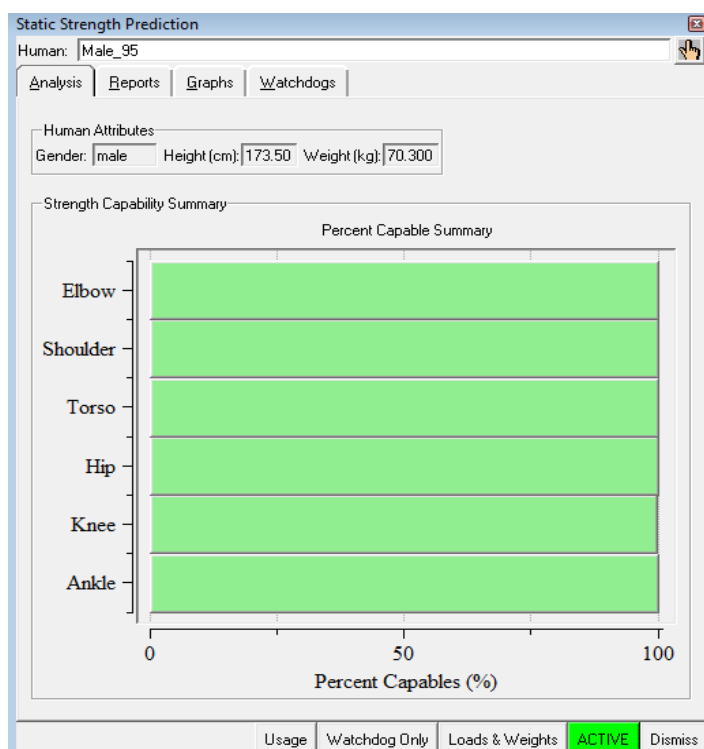 Static Strength Prediction
Human: Male_95
Analysis Reports Graphs Watchdogs
Human Attributes
Gender: male Height (cm): 173.50 Weight (kg): 70.300
Strength Capability Summary
Percent Capable Summary
Elbow
Shoulder
Torso
Hip
Knee
Ankle
0 50 100
Percent Capables (%)
Usage Watchdog Only Loads & Weights ACTIVE Dismiss